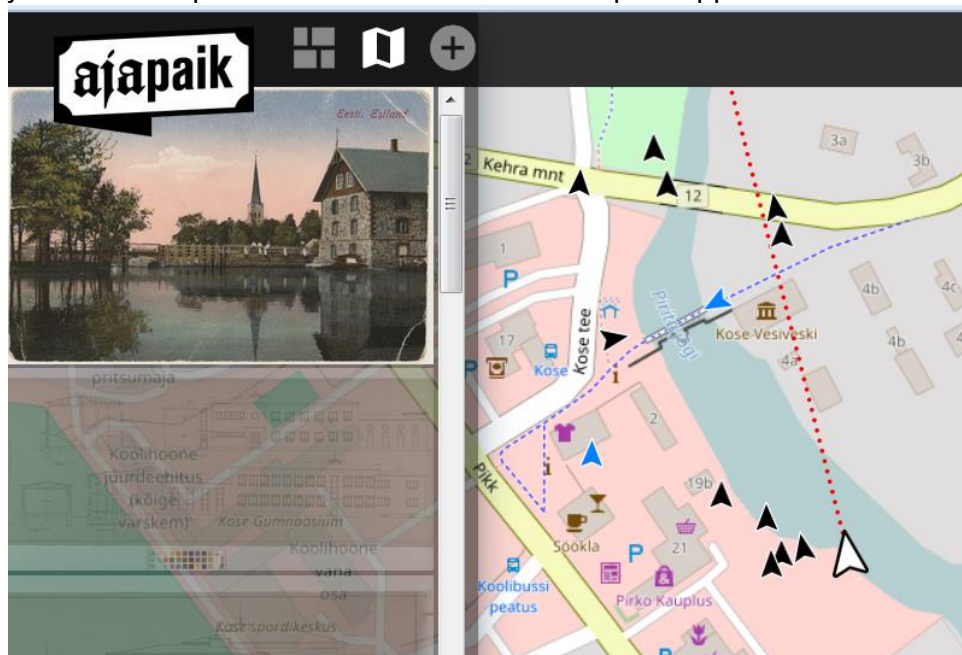 ajapaik
Eesti. Estland
pritsumaja
Koolihoone
juurdeehitus
(kõige
varskem)
Kose Gumnaasium
Koolihoone
vana
osa
Kose spordikeskus
Kehra mnt
12
3a
3b
1
P
Kose tee
Pirita jõgi
Kose Vesiveski
4b
4c
4b
4a
17
P
Kose
i
2
i
Pikk
19b
Söökla
P
21
Koolibussi
peatus
Pirko Kauplus
P